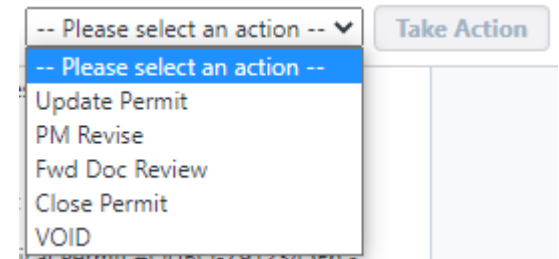 -- Please select an action --
Take Action
-- Please select an action --
Update Permit
PM Revise
Fwd Doc Review
Close Permit
VOID